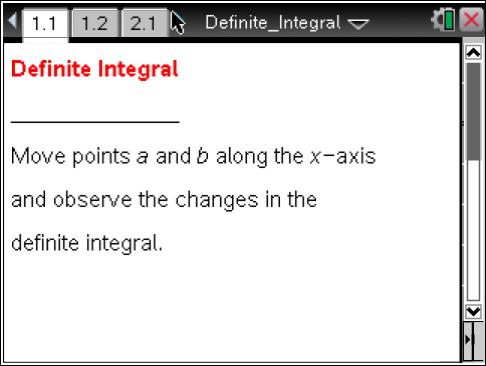 1.1 1.2 2.1 Definite_Integral
Definite Integral
Move points a and b along the x-axis
and observe the changes in the
definite integral.